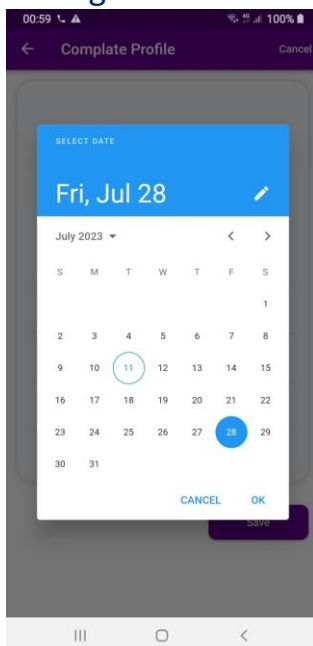 00:59 100%
Complate Profile Cancel
SELECT DATE
Fri, Jul 28
July 2023
S M T W T F S
1
2 3 4 5 6 7 8
9 10 11 12 13 14 15
16 17 18 19 20 21 22
23 24 25 26 27 28 29
30 31
CANCEL OK
Save